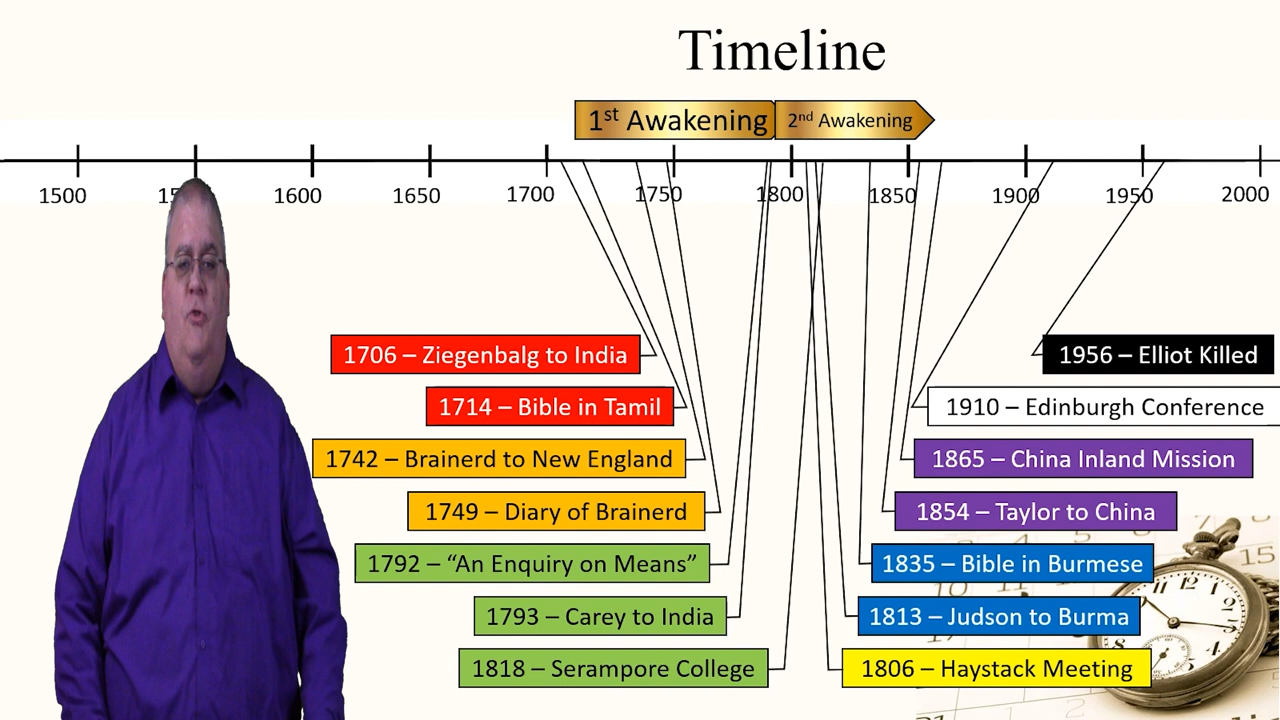 Timeline
1st Awakening
2nd Awakening
1500 15 1600 1650 1700 1750 1800 1850 1900 1950 2000
1706 – Ziegenbalg to India
1714 – Bible in Tamil
1742 – Brainerd to New England
1749 – Diary of Brainerd
1792 – “An Enquiry on Means”
1793 – Carey to India
1818 – Serampore College
1956 – Elliot Killed
1910 – Edinburgh Conference
1865 – China Inland Mission
1854 – Taylor to China
1835 – Bible in Burmese
1813 – Judson to Burma
1806 – Haystack Meeting